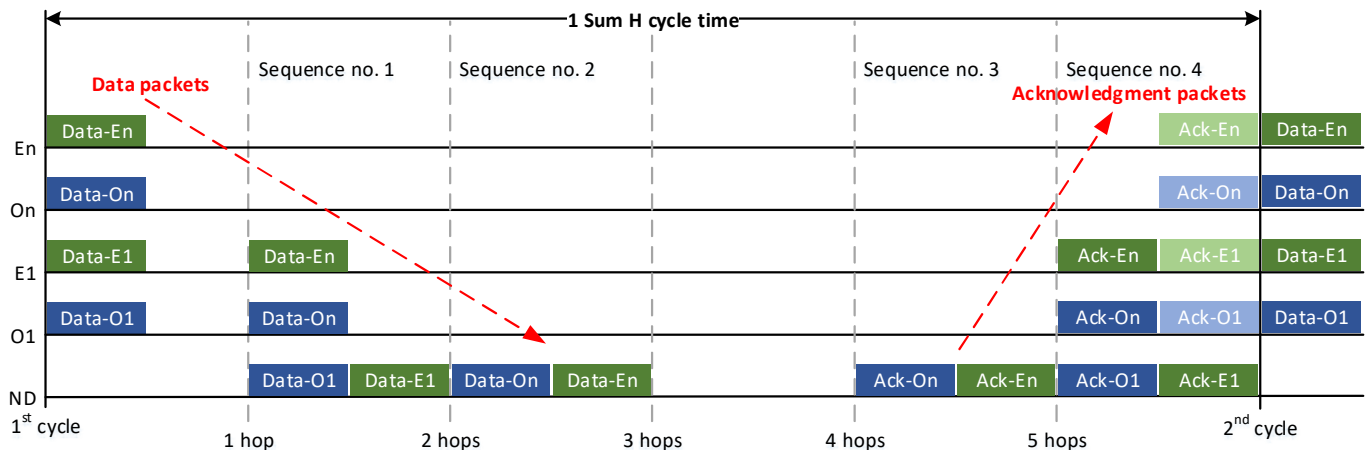 1 Sum H cycle time
Sequence no. 1
Sequence no. 2
Sequence no. 3
Sequence no. 4
Data packets
Acknowledgment packets
En
Data-En
Ack-En
Data-En
On
Data-On
Ack-On
Data-On
E1
Data-E1
Data-En
Ack-En
Ack-E1
Data-E1
O1
Data-O1
Data-On
Ack-On
Ack-O1
Data-O1
ND
Data-O1
Data-E1
Data-On
Data-En
Ack-On
Ack-En
Ack-O1
Ack-E1
1st cycle
1 hop
2 hops
3 hops
4 hops
5 hops
2nd cycle